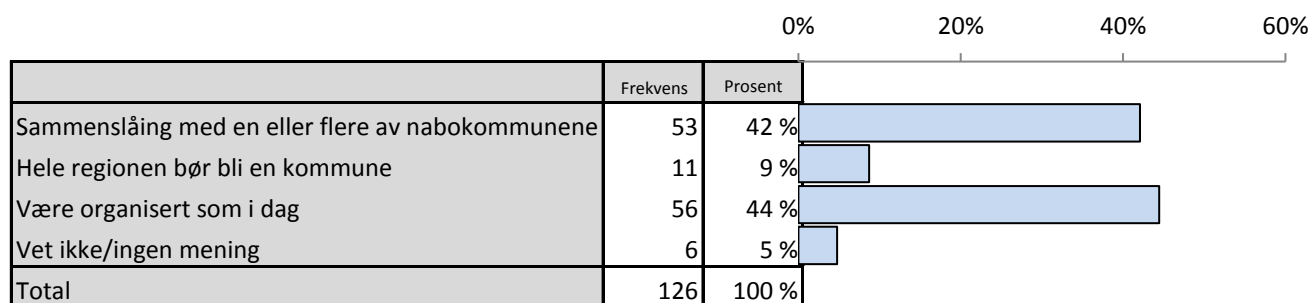 0% 20% 40% 60%
Frekvens Prosent
Sammenslåing med en eller flere av nabokommunene 53 42 %
Hele regionen bør bli en kommune 11 9 %
Være organisert som i dag 56 44 %
Vet ikke/ingen mening 6 5 %
Total 126 100 %